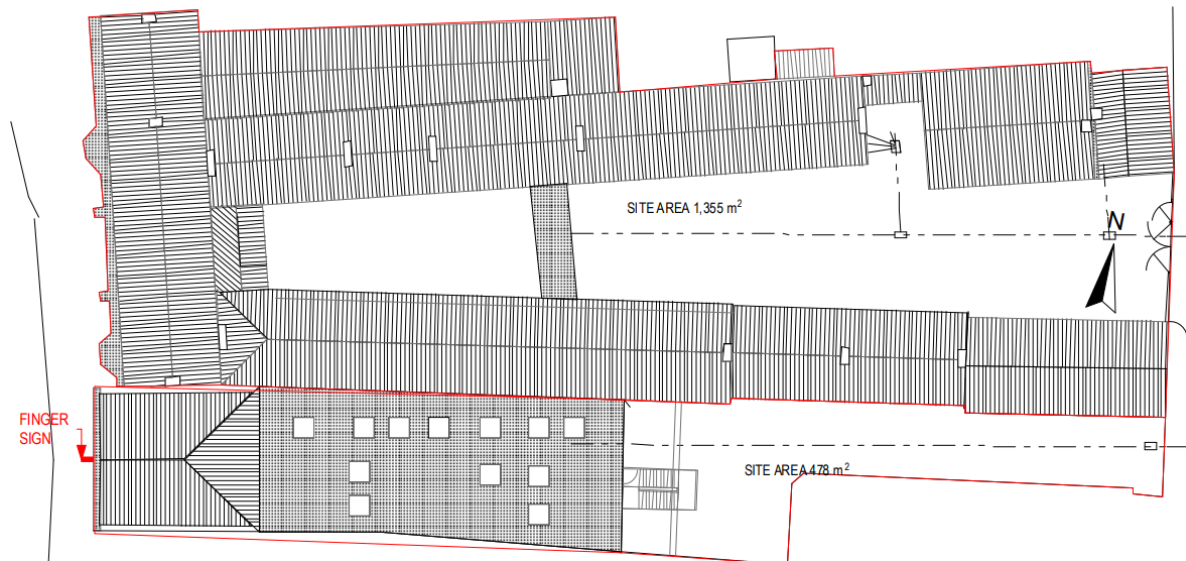 SITE AREA 1,355 m²
N
FINGER
SIGN
SITE AREA 478 m²